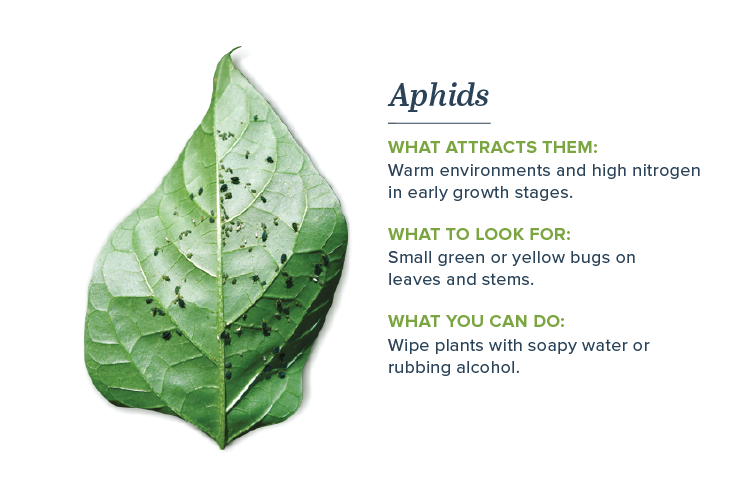 Aphids
WHAT ATTRACTS THEM:
Warm environments and high nitrogen
in early growth stages.
WHAT TO LOOK FOR:
Small green or yellow bugs on
leaves and stems.
WHAT YOU CAN DO:
Wipe plants with soapy water or
rubbing alcohol.